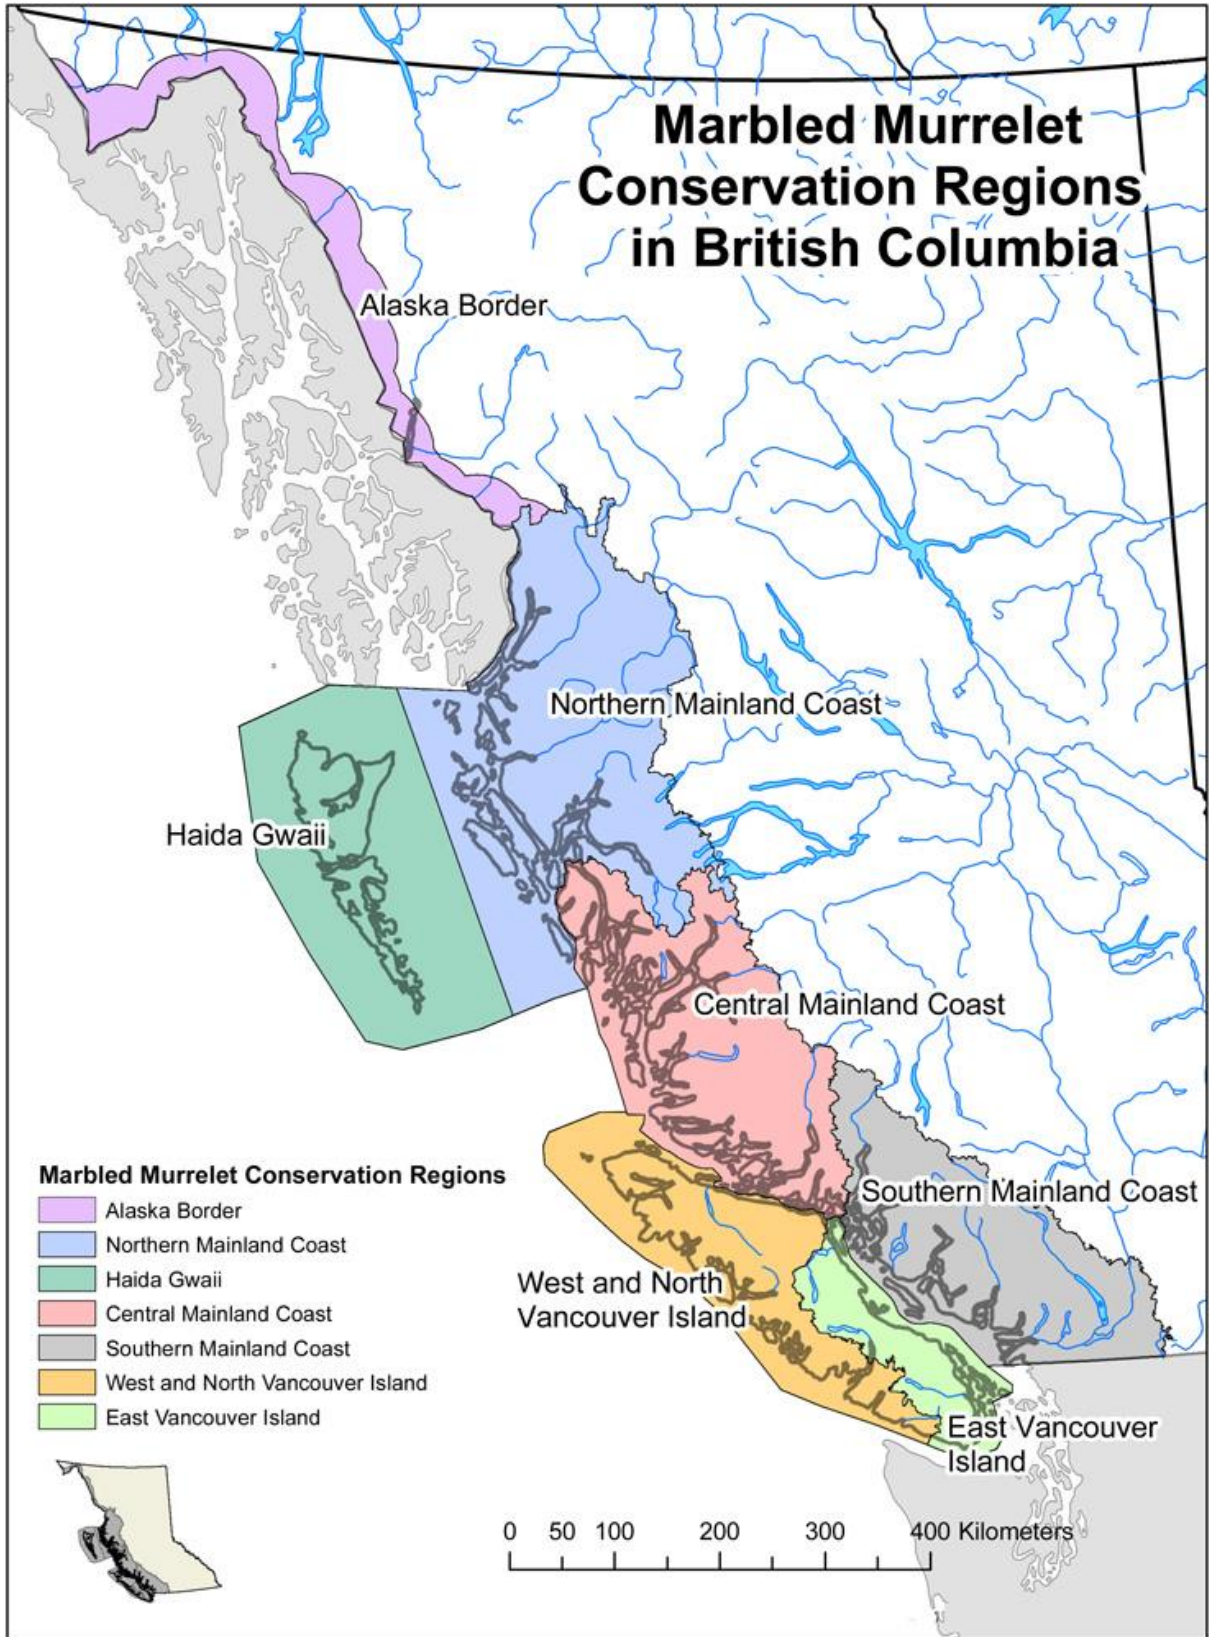 Marbled Murrelet
Conservation Regions
in British Columbia
Alaska Border
Northern Mainland Coast
Haida Gwaii
Central Mainland Coast
Southern Mainland Coast
West and North
Vancouver Island
East Vancouver
Island
Marbled Murrelet Conservation Regions
Alaska Border
Northern Mainland Coast
Haida Gwaii
Central Mainland Coast
Southern Mainland Coast
West and North Vancouver Island
East Vancouver Island
0 50 100 200 300 400 Kilometers